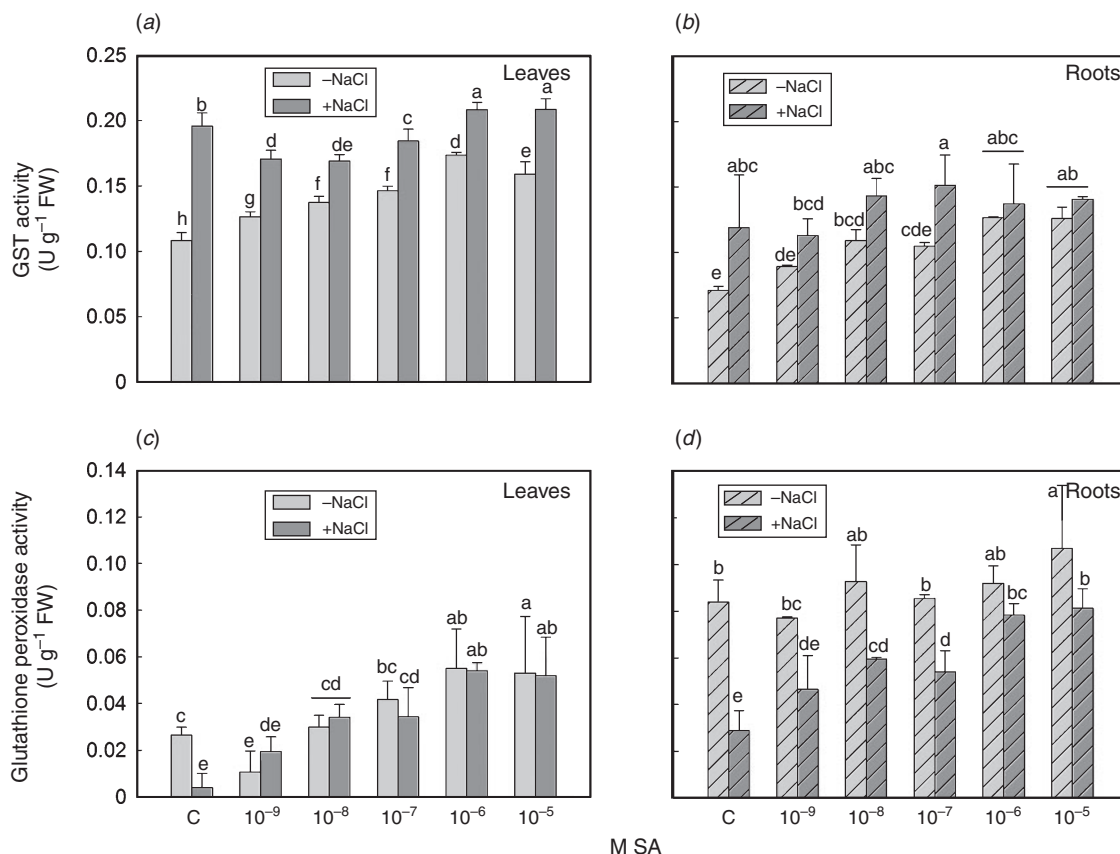 (a)
(b)
GST activity
(U g⁻¹ FW)
0.25
0.20
0.15
0.10
0.05
0
–NaCl
+NaCl
Leaves
h b g d f de f c d a e a
–NaCl
+NaCl
Roots
e abc de bcd bcd abc cde a abc ab
(c)
(d)
Glutathione peroxidase activity
(U g⁻¹ FW)
0.14
0.12
0.10
0.08
0.06
0.04
0.02
0
–NaCl
+NaCl
Leaves
c e e de cd bc cd ab ab a ab
C 10⁻⁹ 10⁻⁸ 10⁻⁷ 10⁻⁶ 10⁻⁵
–NaCl
+NaCl
Roots
b e bc de ab cd b d ab bc a b
C 10⁻⁹ 10⁻⁸ 10⁻⁷ 10⁻⁶ 10⁻⁵
M SA